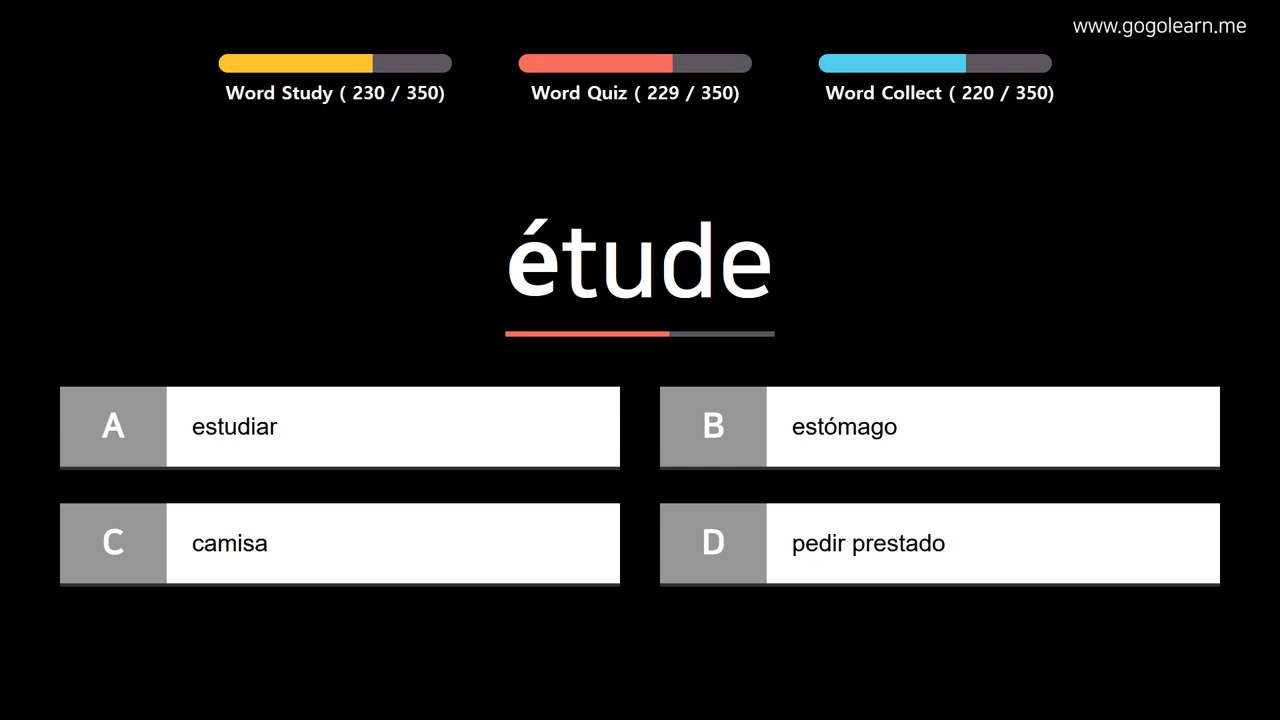 www.gogolearn.me
Word Study ( 230 / 350)
Word Quiz ( 229 / 350)
Word Collect ( 220 / 350)
étude
A estudiar
B estómago
C camisa
D pedir prestado